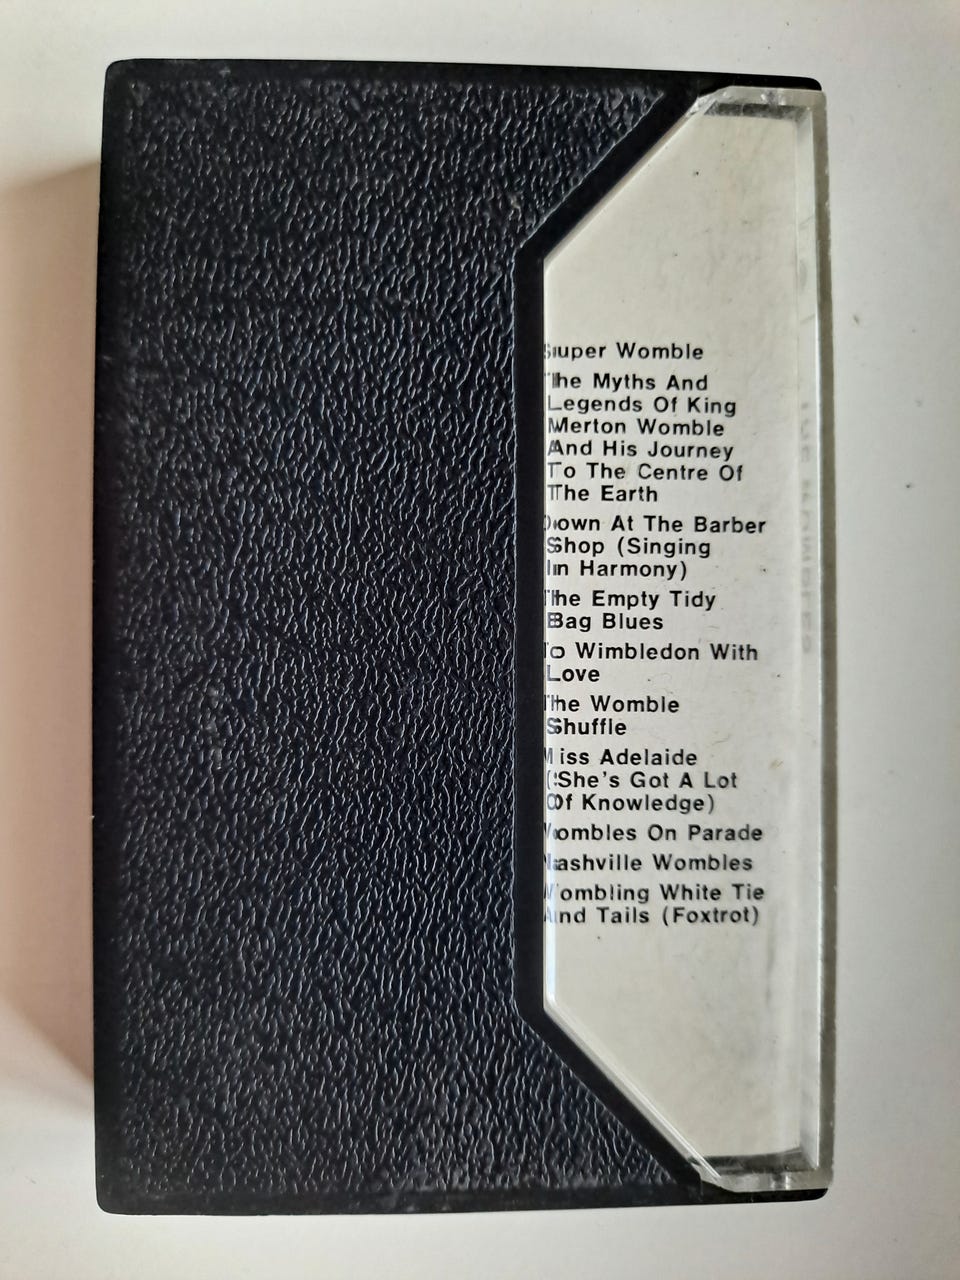 Super Womble
The Myths And
Legends Of King
Merton Womble
And His Journey
To The Centre Of
The Earth
Down At The Barber
Shop (Singing
In Harmony)
The Empty Tidy
Bag Blues
To Wimbledon With
Love
The Womble
Shuffle
Miss Adelaide
(She's Got A Lot
Of Knowledge)
Wombles On Parade
Nashville Wombles
Wombling White Tie
And Tails (Foxtrot)